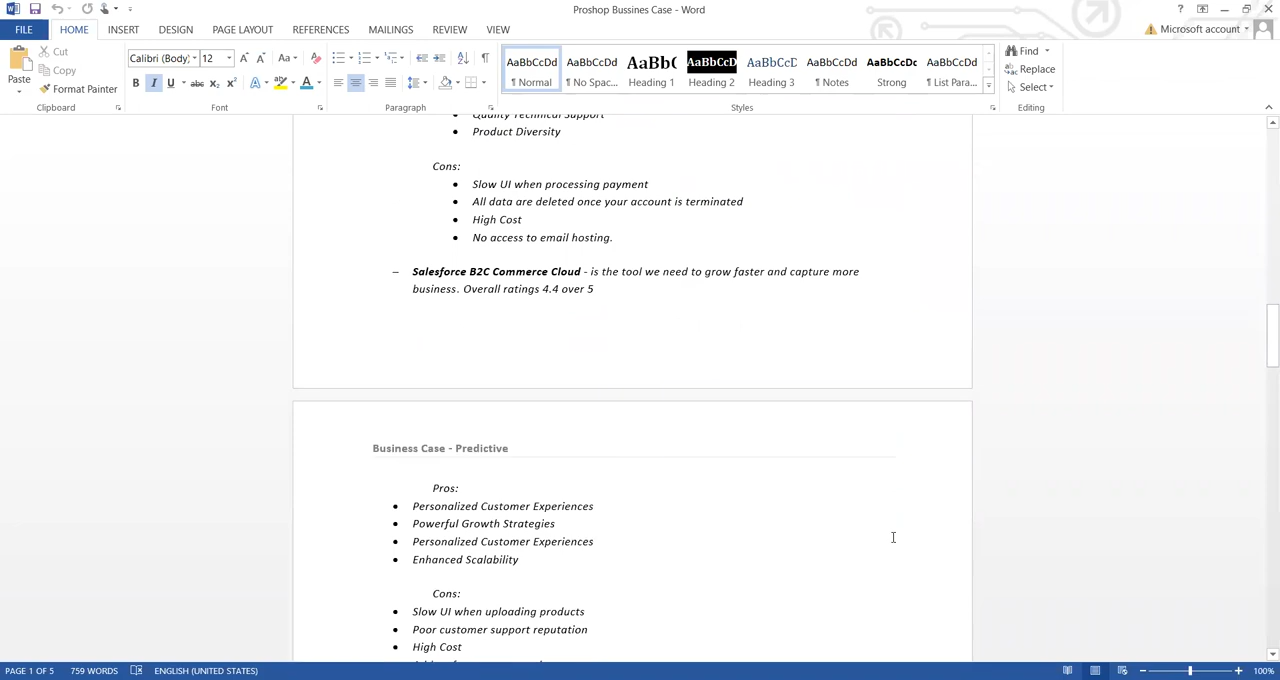 Proshop Bussines Case - Word
?
Microsoft account
FILE HOME INSERT DESIGN PAGE LAYOUT REFERENCES MAILINGS REVIEW VIEW
Paste
Cut
Copy
Format Painter
Clipboard
Calibri (Body) 12
Aa
B I U abc X₂ X²
Font
Paragraph
AaBbCcDd AaBbCcDd AaBb( AaBbCcD AaBbCcD AaBbCcDd AaBbCcDc AaBbCcDd
¶ Normal ¶ No Spac... Heading 1 Heading 2 Heading 3 ¶ Notes Strong ¶ List Para...
Styles
Find
Replace
Select
Editing
Quality Technical Support
• Product Diversity
Cons:
• Slow UI when processing payment
• All data are deleted once your account is terminated
• High Cost
• No access to email hosting.
– Salesforce B2C Commerce Cloud - is the tool we need to grow faster and capture more
business. Overall ratings 4.4 over 5
Business Case - Predictive
Pros:
• Personalized Customer Experiences
• Powerful Growth Strategies
• Personalized Customer Experiences
• Enhanced Scalability
Cons:
• Slow UI when uploading products
• Poor customer support reputation
• High Cost
PAGE 1 OF 5 759 WORDS ENGLISH (UNITED STATES)
100%